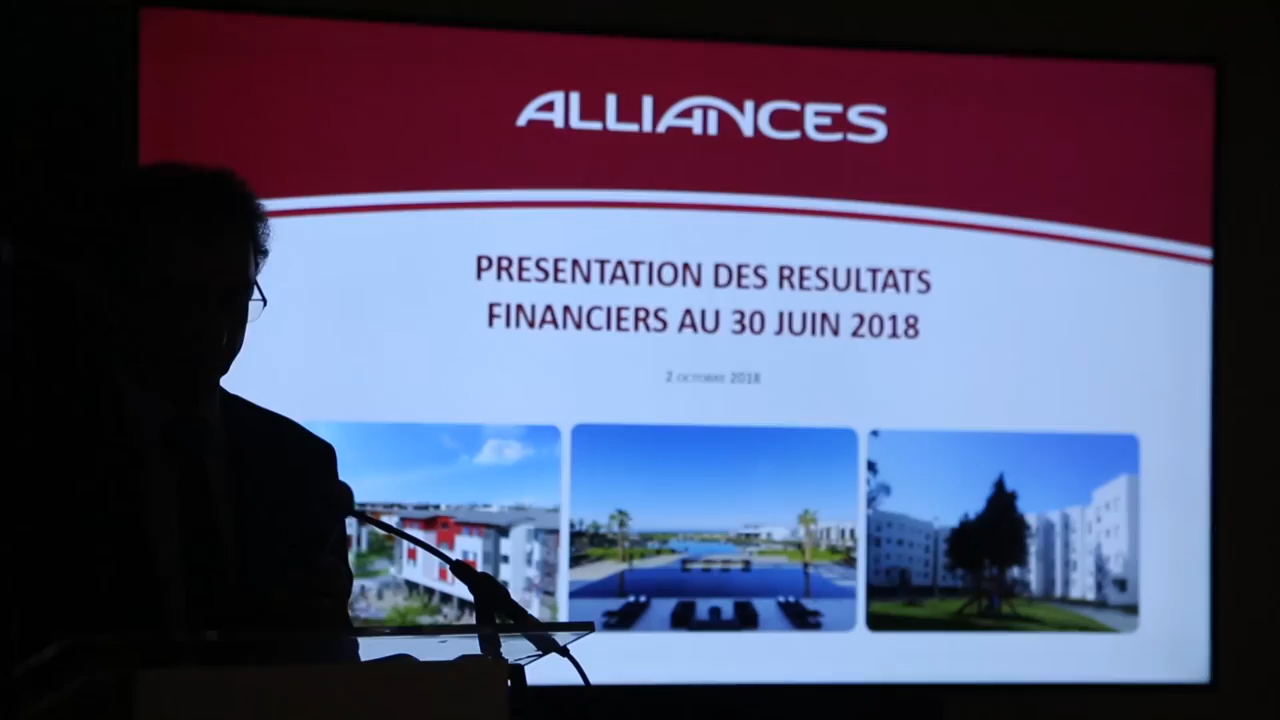 ALLIANCES
PRESENTATION DES RESULTATS
FINANCIERS AU 30 JUIN 2018
2 OCTOBRE 2018